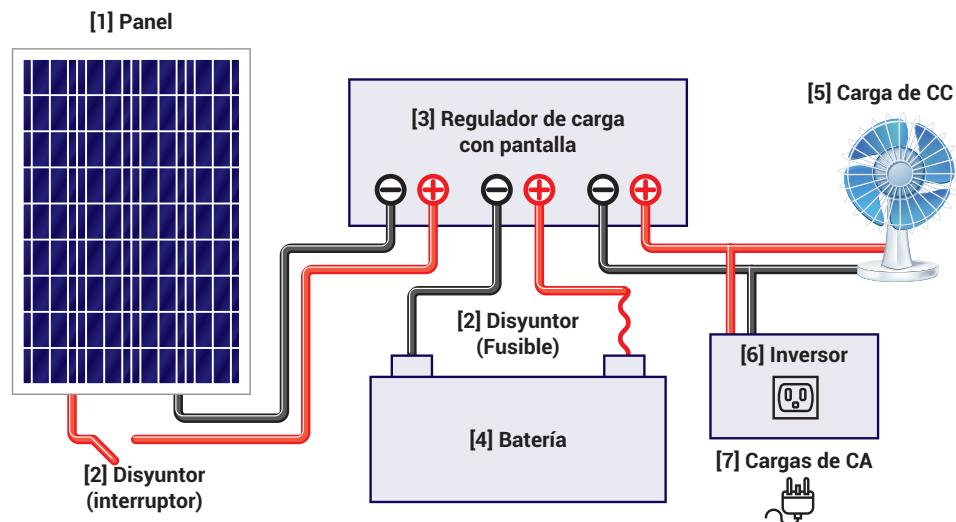 [1] Panel
[3] Regulador de carga
con pantalla
[5] Carga de CC
[2] Disyuntor
(Fusible)
[6] Inversor
[4] Batería
[7] Cargas de CA
[2] Disyuntor
(interruptor)